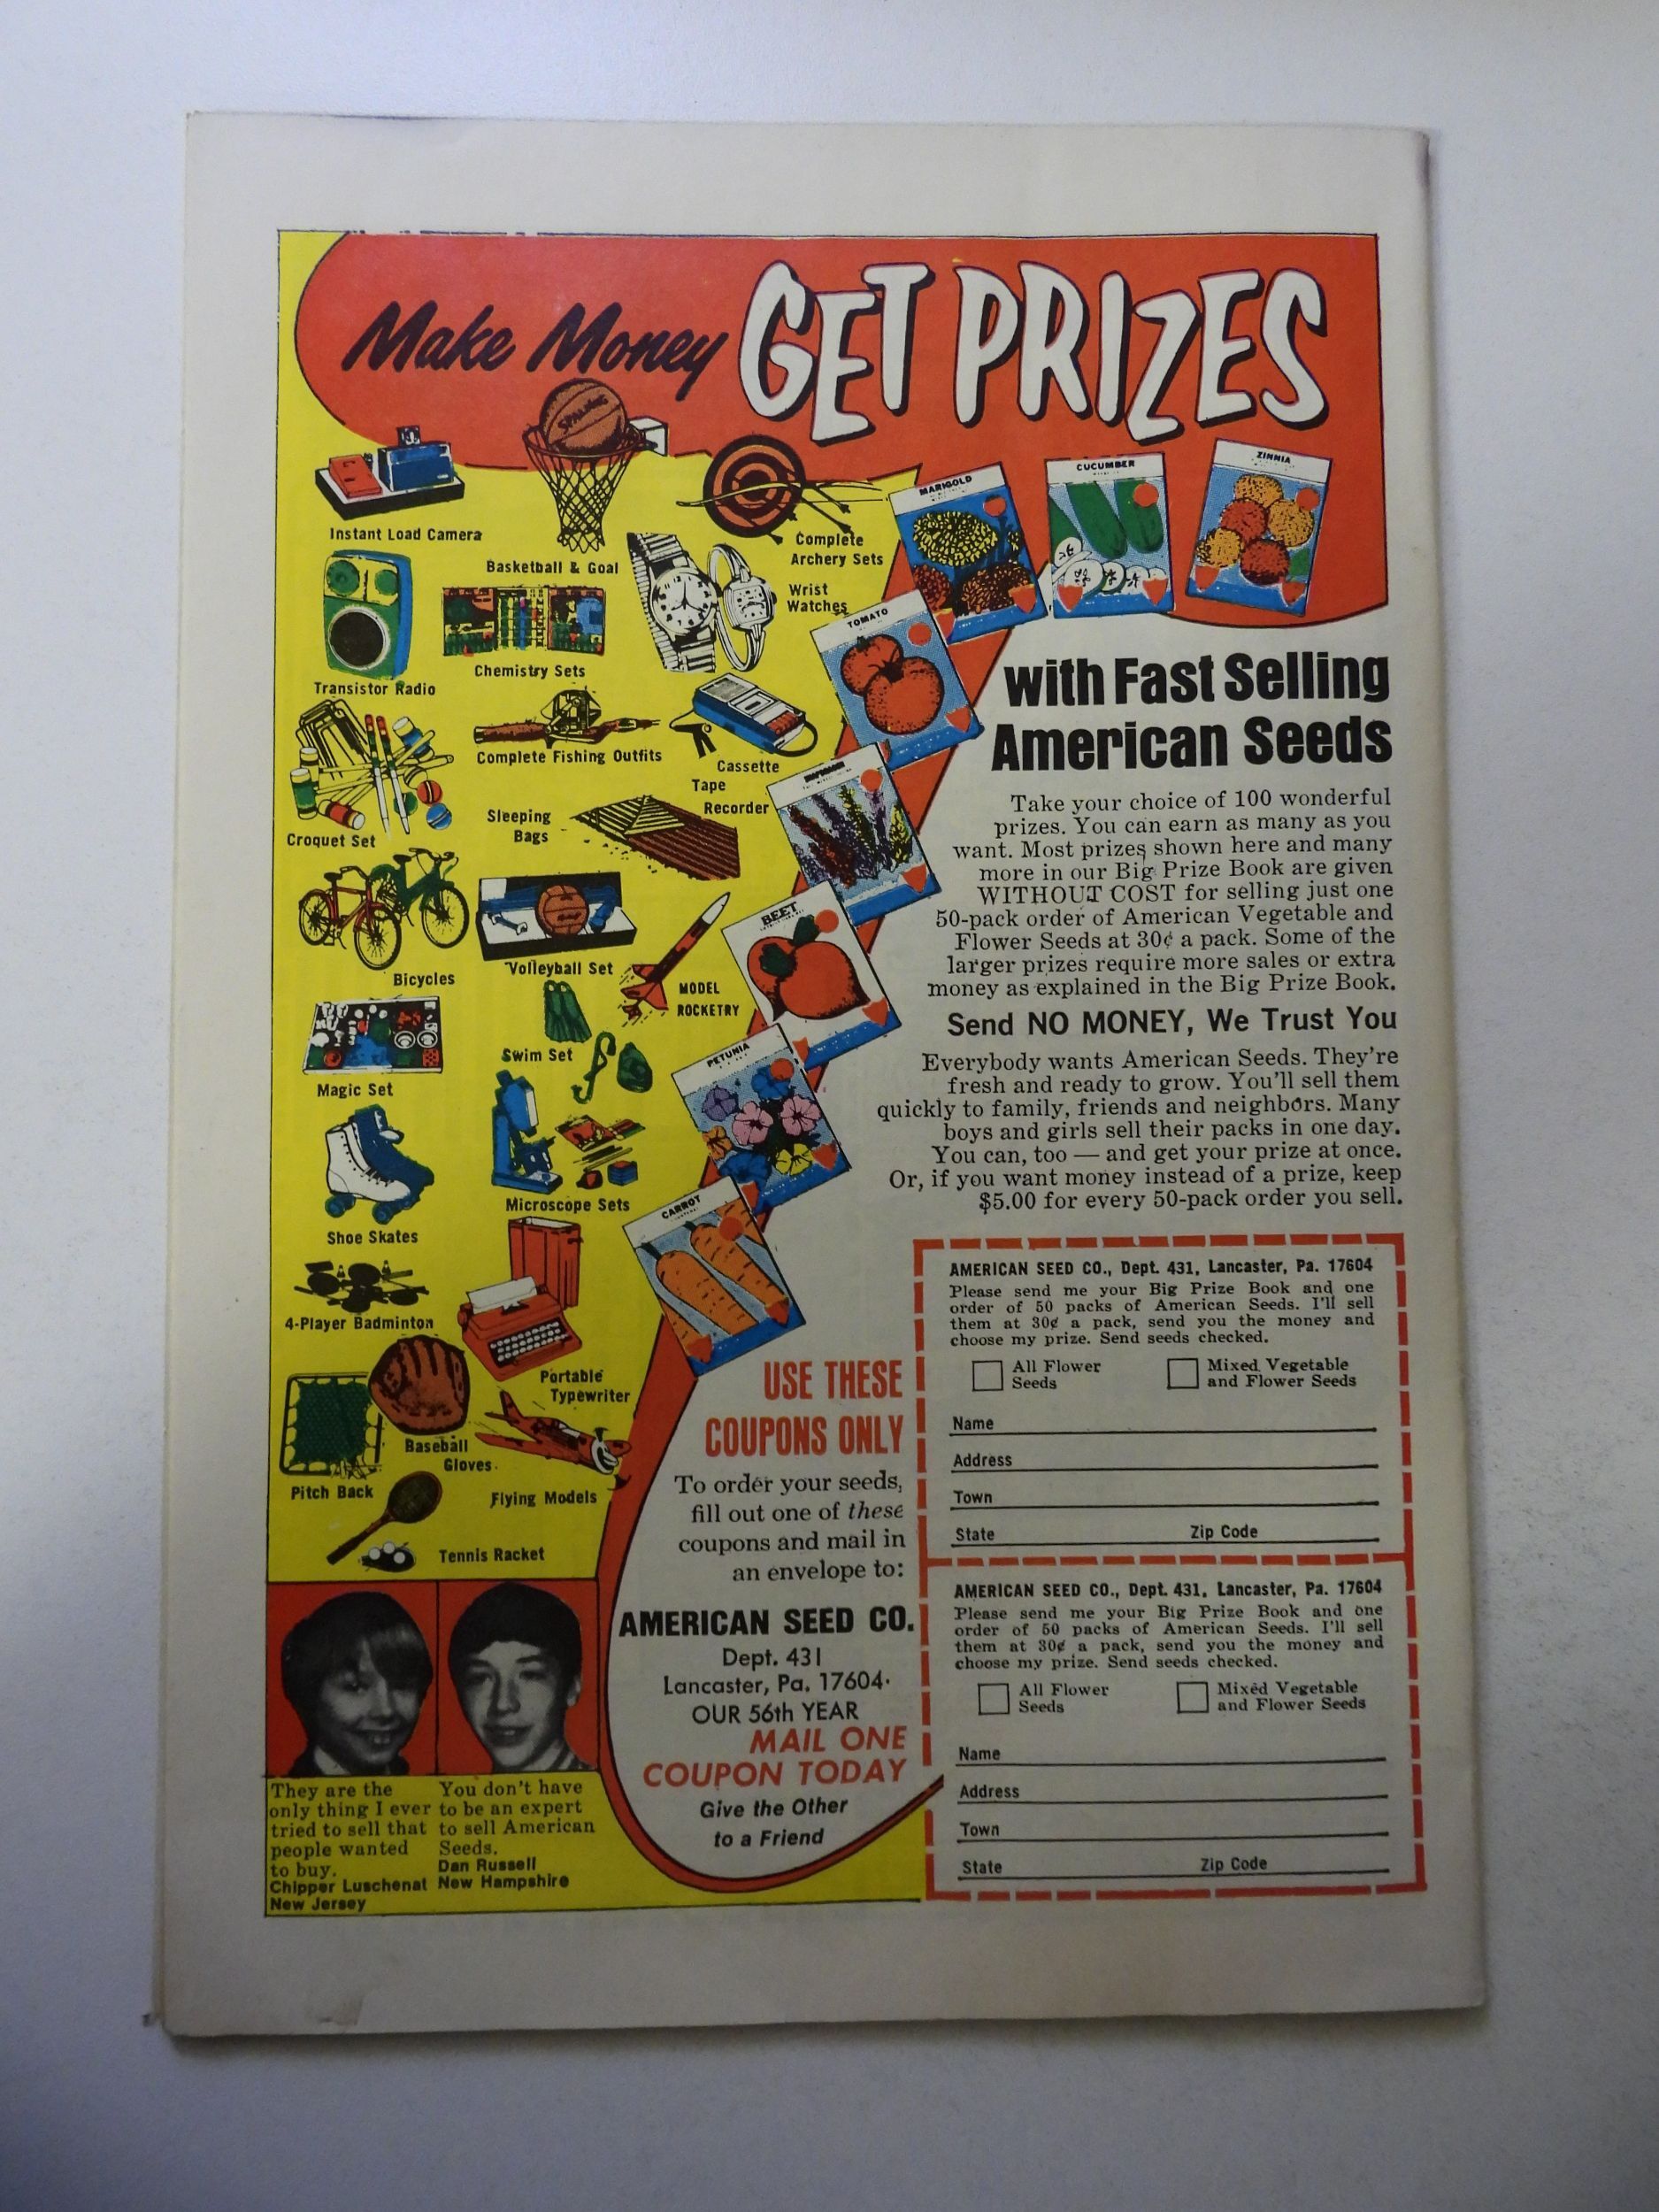 Make Money GET PRIZES
SPALDING
Instant Load Camera
Basketball & Goal
Complete
Archery Sets
Wrist
Watches
Transistor Radio
Chemistry Sets
Complete Fishing Outfits
Cassette
Tape
Recorder
Croquet Set
Sleeping
Bags
Bicycles
Volleyball Set
MODEL
ROCKETRY
Magic Set
Swim Set
Shoe Skates
Microscope Sets
4-Player Badminton
Portable
Typewriter
Pitch Back
Baseball
Gloves
Flying Models
Tennis Racket
MARIGOLD
CUCUMBER
ZINNIA
TOMATO
BEET
PETUNIA
CARROT
with Fast Selling
American Seeds
Take your choice of 100 wonderful
prizes. You can earn as many as you
want. Most prizes shown here and many
more in our Big Prize Book are given
WITHOUT COST for selling just one
50-pack order of American Vegetable and
Flower Seeds at 30¢ a pack. Some of the
larger prizes require more sales or extra
money as explained in the Big Prize Book.
Send NO MONEY, We Trust You
Everybody wants American Seeds. They're
fresh and ready to grow. You'll sell them
quickly to family, friends and neighbors. Many
boys and girls sell their packs in one day.
You can, too — and get your prize at once.
Or, if you want money instead of a prize, keep
$5.00 for every 50-pack order you sell.
USE THESE
COUPONS ONLY
To order your seeds,
fill out one of these
coupons and mail in
an envelope to:
AMERICAN SEED CO.
Dept. 431
Lancaster, Pa. 17604
OUR 56th YEAR
MAIL ONE
COUPON TODAY
Give the Other
to a Friend
They are the
only thing I ever
tried to sell that
people wanted
to buy.
Chipper Luschenat
New Jersey
You don't have
to be an expert
to sell American
Seeds.
Dan Russell
New Hampshire
AMERICAN SEED CO., Dept. 431, Lancaster, Pa. 17604
Please send me your Big Prize Book and one
order of 50 packs of American Seeds. I'll sell
them at 30¢ a pack, send you the money and
choose my prize. Send seeds checked.
All Flower
Seeds
Mixed Vegetable
and Flower Seeds
Name
Address
Town
State Zip Code
AMERICAN SEED CO., Dept. 431, Lancaster, Pa. 17604
Please send me your Big Prize Book and one
order of 50 packs of American Seeds. I'll sell
them at 30¢ a pack, send you the money and
choose my prize. Send seeds checked.
All Flower
Seeds
Mixed Vegetable
and Flower Seeds
Name
Address
Town
State Zip Code